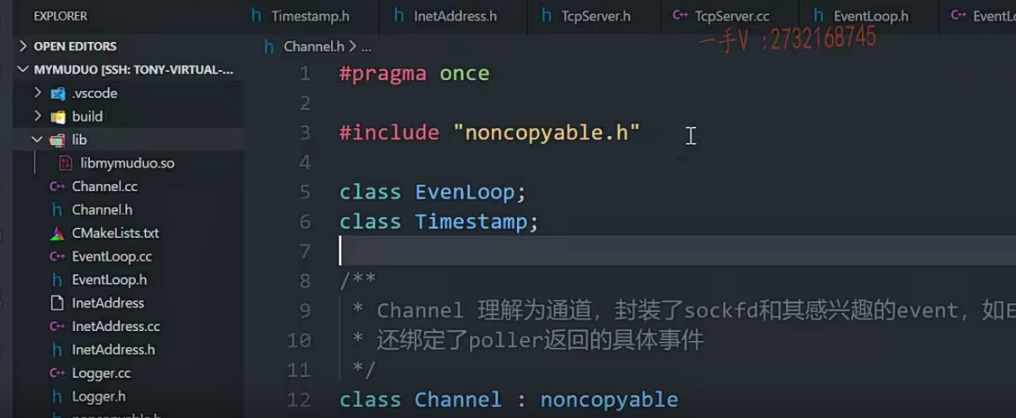 EXPLORER
OPEN EDITORS
MYMUDUO [SSH: TONY-VIRTUAL-...
.vscode
build
lib
libmymuduo.so
Channel.cc
Channel.h
CMakeLists.txt
EventLoop.cc
EventLoop.h
InetAddress
InetAddress.cc
InetAddress.h
Logger.cc
Logger.h
noncopyable.h
h Timestamp.h
h InetAddress.h
h TcpServer.h
C++ TcpServer.cc
h EventLoop.h
C++ EventLo
一手V :2732168745
h Channel.h > ...
1 #pragma once
2
3 #include "noncopyable.h"
4
5 class EvenLoop;
6 class Timestamp;
7
8 /**
9 * Channel 理解为通道，封装了sockfd和其感兴趣的event，如E
10 * 还绑定了poller返回的具体事件
11 */
12 class Channel : noncopyable